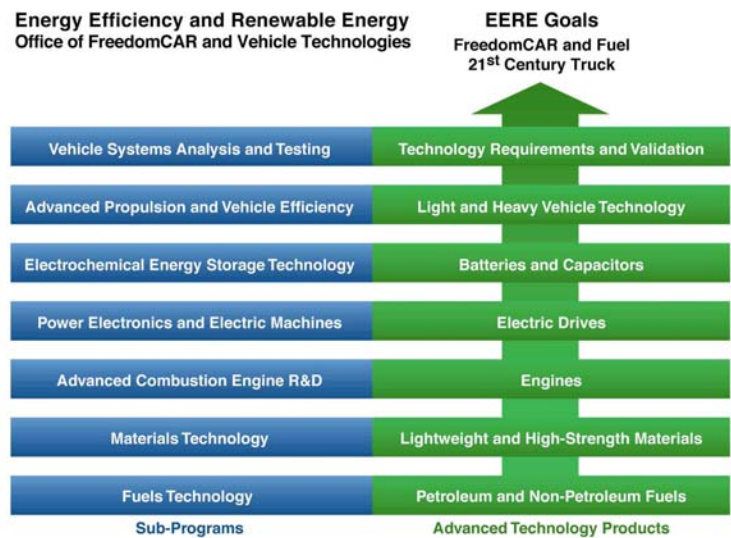 Energy Efficiency and Renewable Energy
Office of FreedomCAR and Vehicle Technologies
EERE Goals
FreedomCAR and Fuel
21st Century Truck
Vehicle Systems Analysis and Testing
Technology Requirements and Validation
Advanced Propulsion and Vehicle Efficiency
Light and Heavy Vehicle Technology
Electrochemical Energy Storage Technology
Batteries and Capacitors
Power Electronics and Electric Machines
Electric Drives
Advanced Combustion Engine R&D
Engines
Materials Technology
Lightweight and High-Strength Materials
Fuels Technology
Petroleum and Non-Petroleum Fuels
Sub-Programs
Advanced Technology Products